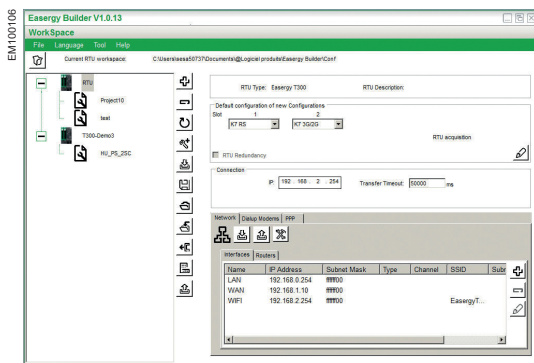 EM100106
Easergy Builder V1.0.13
WorkSpace
File Language Tool Help
Current RTU workspace: C:\Users\sesa50737\Documents\@Logiciel produits\Easergy Builder\Conf
RTU
Project10
test
T300-Demo3
HU_PS_2SC
RTU Type: Easergy T300 RTU Description:
Default configuration of new Configurations
Slot 1 2
K7 RS K7 3G/2G
RTU acquisition
RTU Redundancy
Connection
IP: 192 . 168 . 2 . 254 Transfer Timeout: 50000 ms
Network Dialup Modems PPP
Interfaces Routers
Name IP Address Subnet Mask Type Channel SSID Subr
LAN 192.168.0.254 ffffff00
WAN 192.168.1.10 ffffff00
WIFI 192.168.2.254 ffffff00 EasergyT...